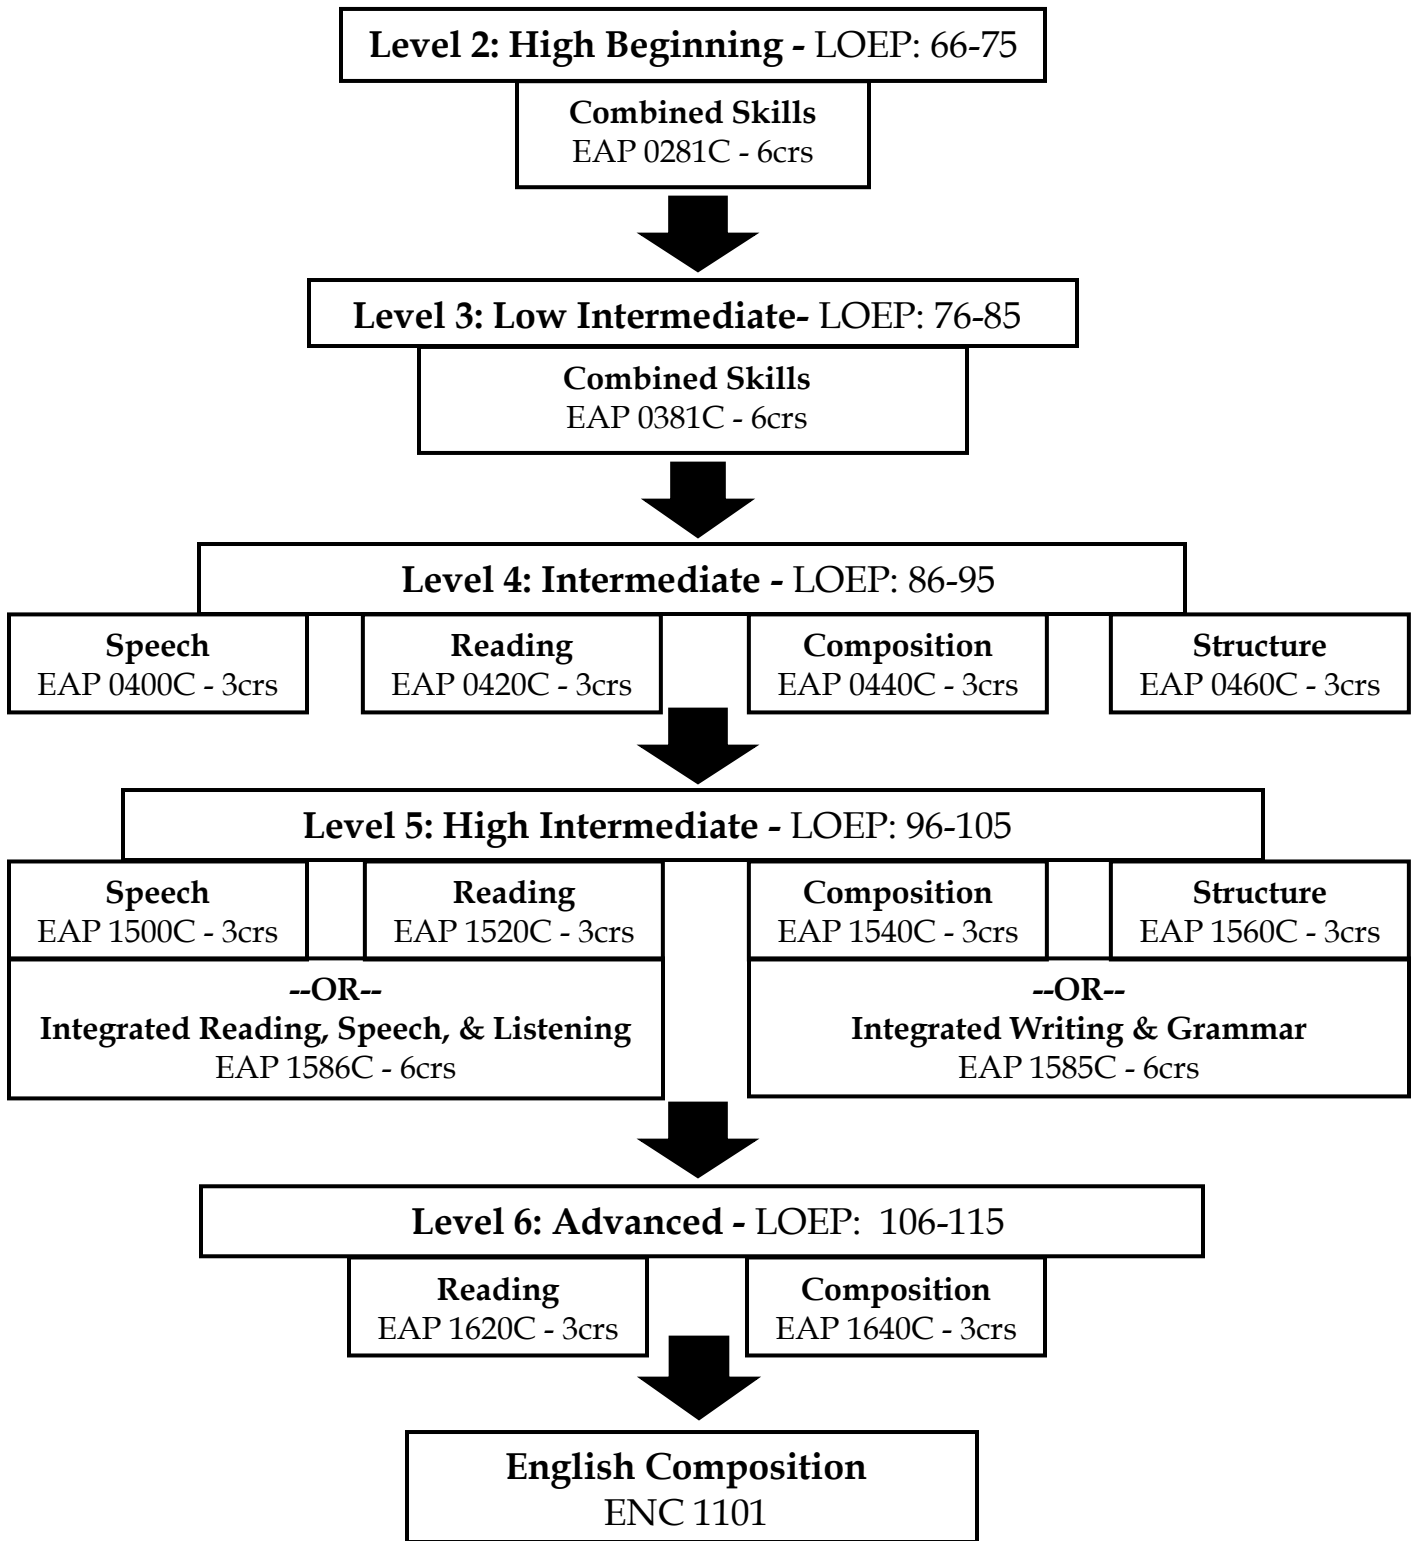 Level 2: High Beginning - LOEP: 66-75
Combined Skills
EAP 0281C - 6crs
Level 3: Low Intermediate- LOEP: 76-85
Combined Skills
EAP 0381C - 6crs
Level 4: Intermediate - LOEP: 86-95
Speech
EAP 0400C - 3crs
Reading
EAP 0420C - 3crs
Composition
EAP 0440C - 3crs
Structure
EAP 0460C - 3crs
Level 5: High Intermediate - LOEP: 96-105
Speech
EAP 1500C - 3crs
Reading
EAP 1520C - 3crs
Composition
EAP 1540C - 3crs
Structure
EAP 1560C - 3crs
--OR--
Integrated Reading, Speech, & Listening
EAP 1586C - 6crs
--OR--
Integrated Writing & Grammar
EAP 1585C - 6crs
Level 6: Advanced - LOEP:  106-115
Reading
EAP 1620C - 3crs
Composition
EAP 1640C - 3crs
English Composition
ENC 1101